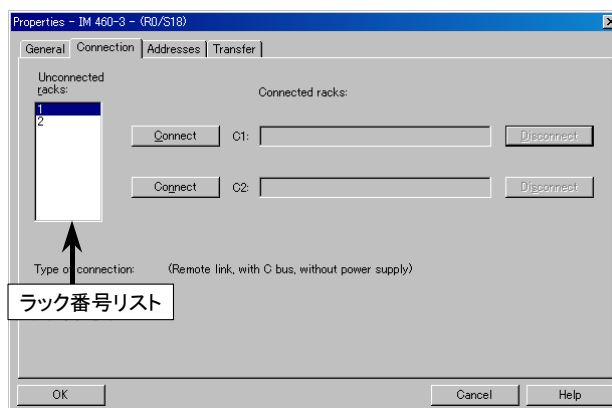 Properties - IM 460-3 - (R0/S18)
General Connection Addresses Transfer
Unconnected
racks:
Connected racks:
1
2
Connect C1: Disconnect
Connect C2: Disconnect
Type of connection: (Remote link, with C bus, without power supply)
ラック番号リスト
OK Cancel Help